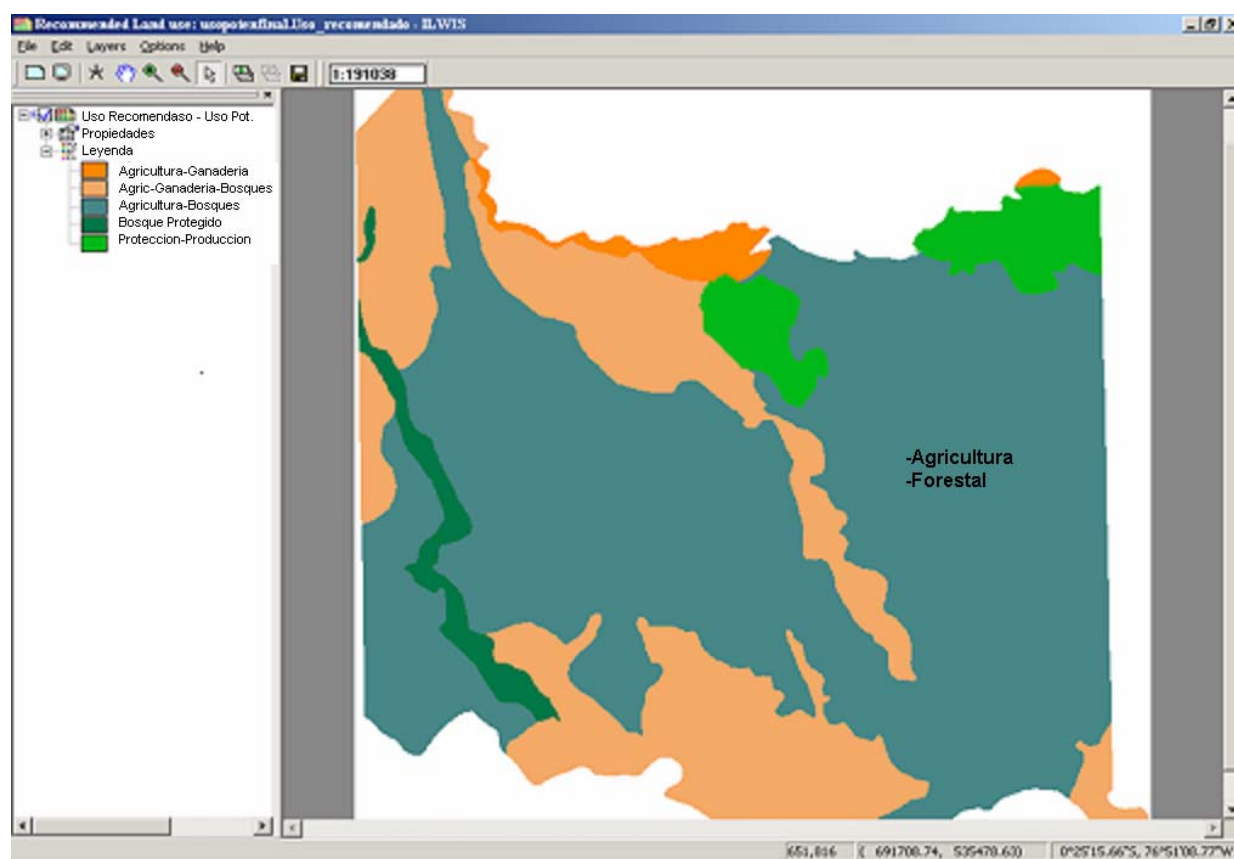 Recommended Land use: usopotenfinal.Uso_recomendado - ILWIS
File Edit Layers Options Help
1:191038
Uso Recomendaso - Uso Pot.
Propiedades
Leyenda
Agricultura-Ganaderia
Agric-Ganaderia-Bosques
Agricultura-Bosques
Bosque Protegido
Proteccion-Produccion
-Agricultura
-Forestal
651,816 ( 691708.74, 535478.63) 0°25'15.66"S, 76°51'08.77"W